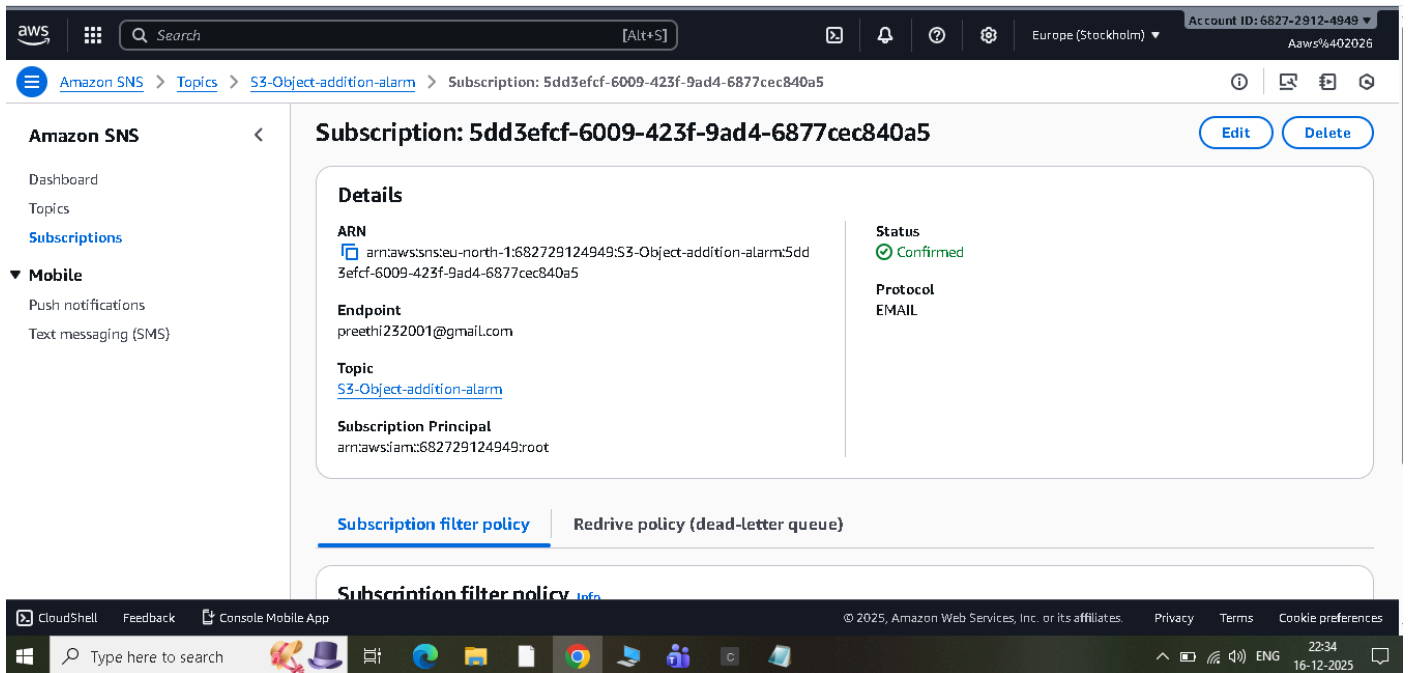 aws
Search
[Alt+S]
Europe (Stockholm) ▼
Account ID: 6827-2912-4949 ▼
Aaws%402026
Amazon SNS > Topics > S3-Object-addition-alarm > Subscription: 5dd3efcf-6009-423f-9ad4-6877cec840a5
Amazon SNS
Dashboard
Topics
Subscriptions
▼ Mobile
Push notifications
Text messaging (SMS)
Subscription: 5dd3efcf-6009-423f-9ad4-6877cec840a5
Edit
Delete
Details
ARN
arn:aws:sns:eu-north-1:682729124949:S3-Object-addition-alarm:5dd
3efcf-6009-423f-9ad4-6877cec840a5
Endpoint
preethi232001@gmail.com
Topic
S3-Object-addition-alarm
Subscription Principal
arn:aws:iam::682729124949:root
Status
Confirmed
Protocol
EMAIL
Subscription filter policy
Redrive policy (dead-letter queue)
Subscription filter policy Info
CloudShell Feedback Console Mobile App
© 2025, Amazon Web Services, Inc. or its affiliates. Privacy Terms Cookie preferences
Type here to search
C
ENG
22:34
16-12-2025